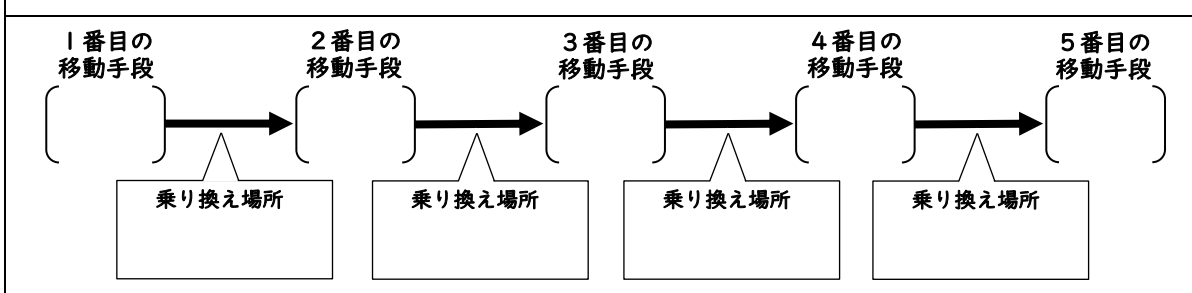 1番目の
移動手段
2番目の
移動手段
3番目の
移動手段
4番目の
移動手段
5番目の
移動手段
乗り換え場所
乗り換え場所
乗り換え場所
乗り換え場所